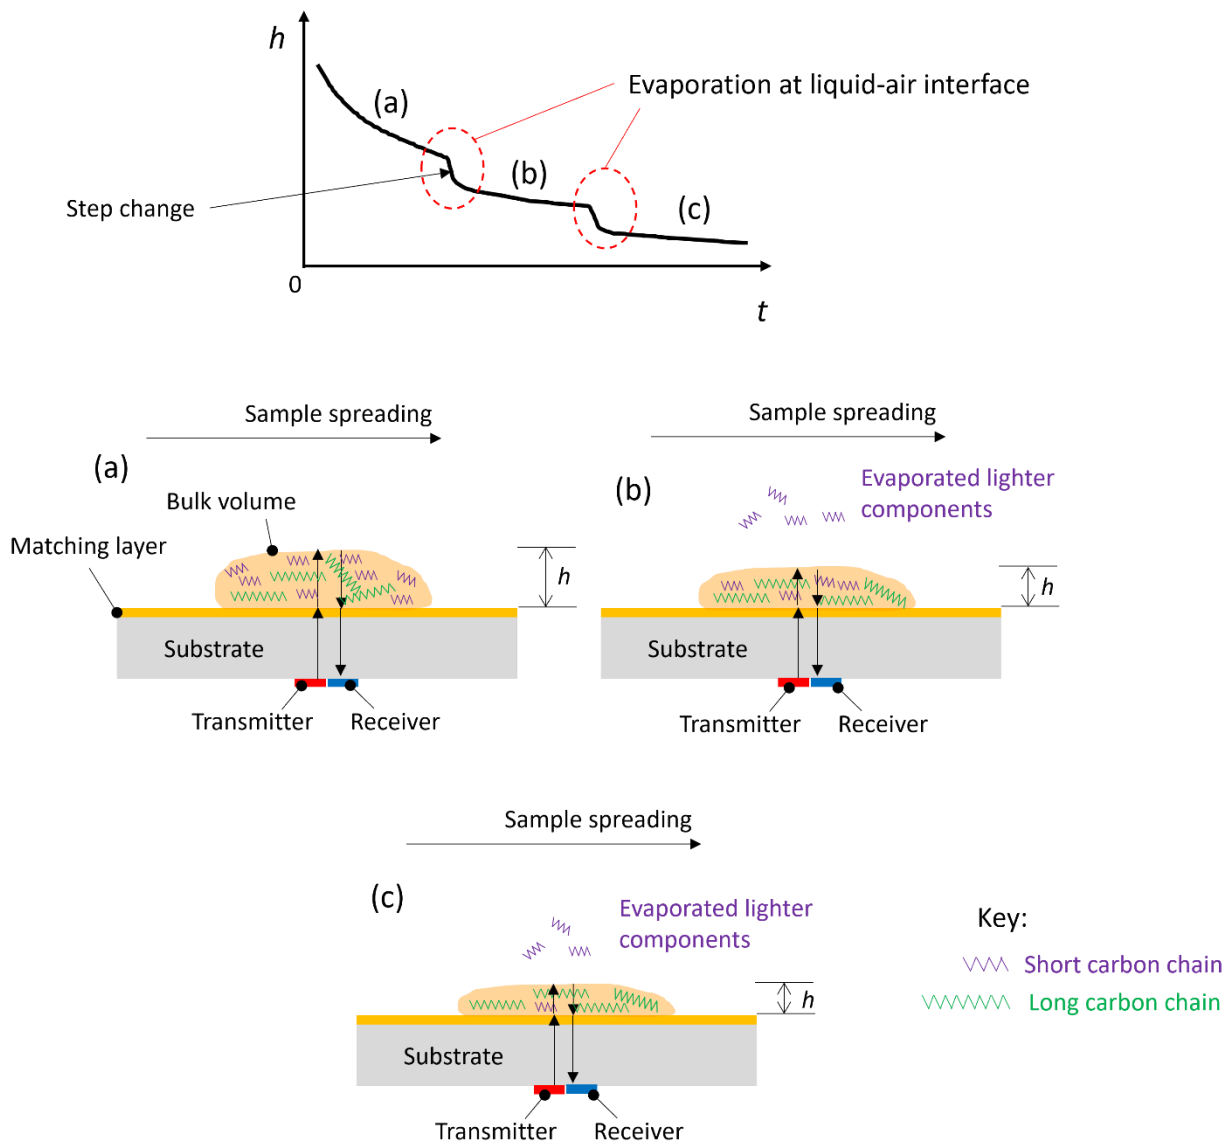 h
(a)
Evaporation at liquid-air interface
(b)
Step change
(c)
0
t
Sample spreading
(a)
Bulk volume
Matching layer
h
Substrate
Transmitter
Receiver
Sample spreading
(b)
Evaporated lighter
components
h
Substrate
Transmitter
Receiver
Sample spreading
(c)
Evaporated lighter
components
h
Substrate
Transmitter
Receiver
Key:
Short carbon chain
Long carbon chain